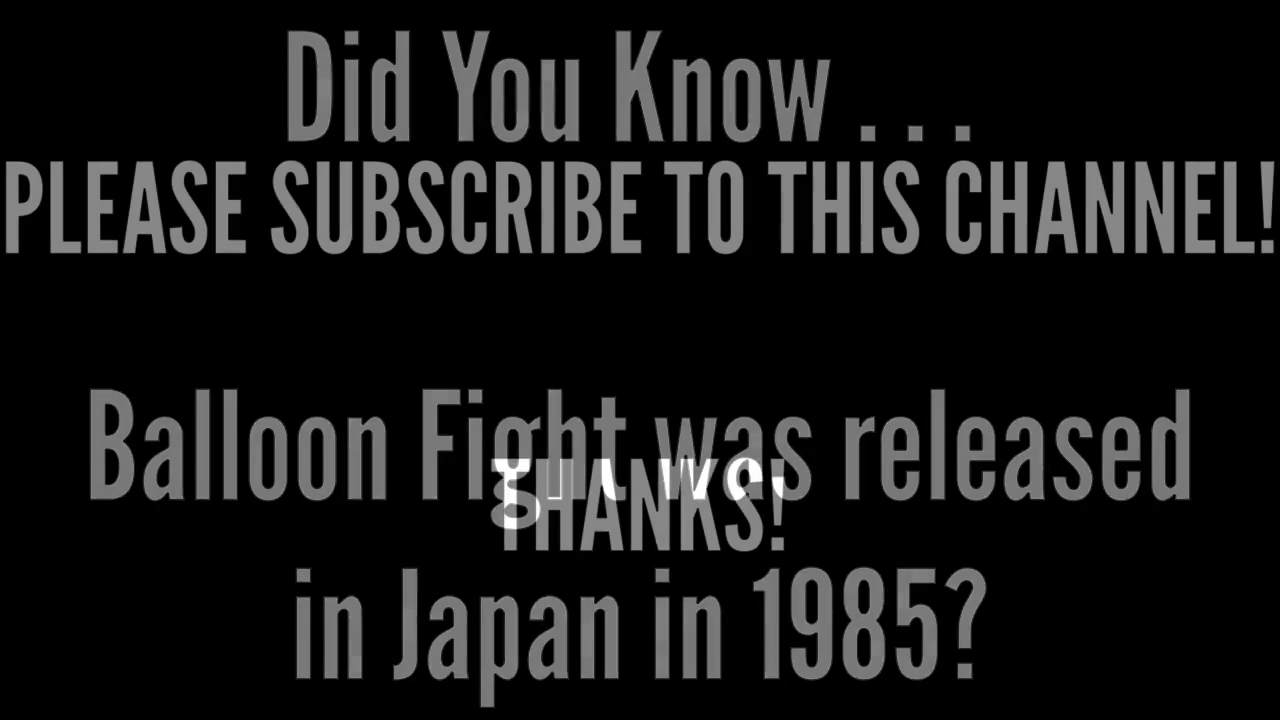 Did You Know . . .
PLEASE SUBSCRIBE TO THIS CHANNEL!
Balloon Fight was released
THANKS!
in Japan in 1985?